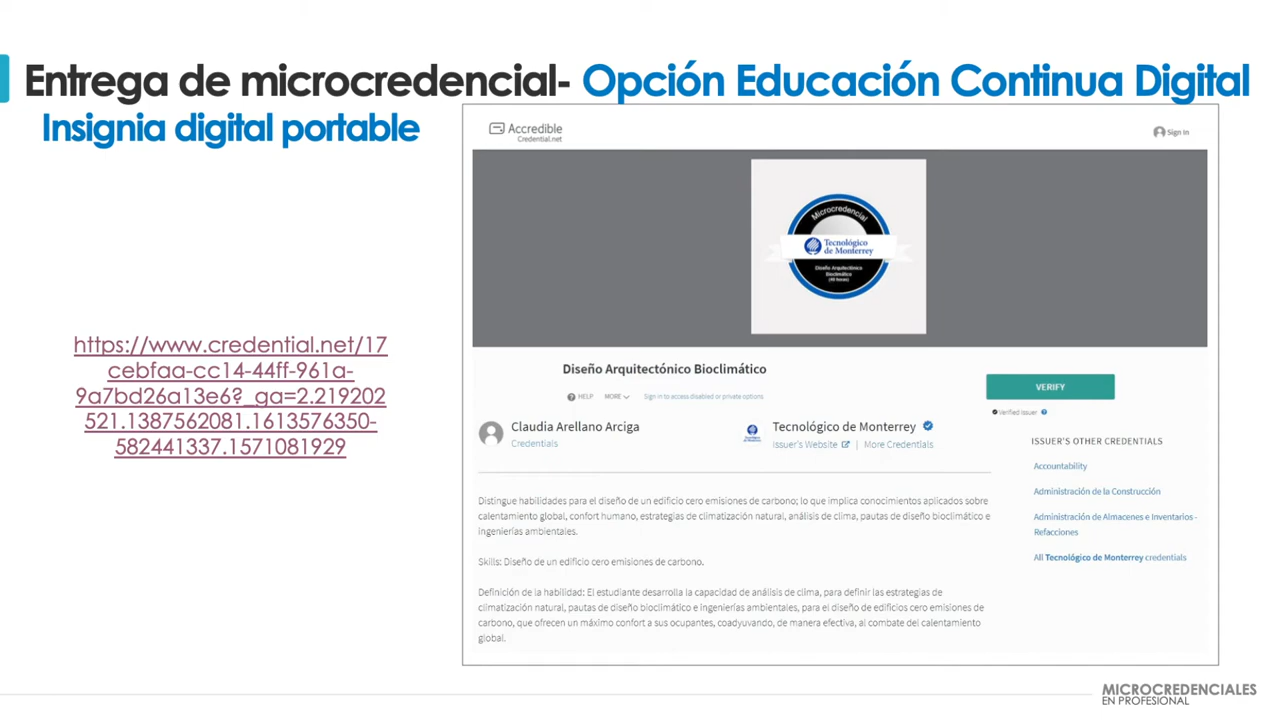 Entrega de microcredencial- Opción Educación Continua Digital
Insignia digital portable
https://www.credential.net/17
cebfaa-cc14-44ff-961a-
9a7bd26a13e6?_ga=2.219202
521.1387562081.1613576350-
582441337.1571081929
Accredible
Credential.net
Sign In
Microcredencial
Tecnológico
de Monterrey
Diseño Arquitectónico
Bioclimático
(40 horas)
Diseño Arquitectónico Bioclimático
HELP MORE Sign in to access disabled or private options
Claudia Arellano Arciga
Credentials
Tecnológico de Monterrey
Issuer's Website | More Credentials
VERIFY
Verified Issuer
ISSUER'S OTHER CREDENTIALS
Accountability
Administración de la Construcción
Administración de Almacenes e Inventarios -
Refacciones
All Tecnológico de Monterrey credentials
Distingue habilidades para el diseño de un edificio cero emisiones de carbono; lo que implica conocimientos aplicados sobre
calentamiento global, confort humano, estrategias de climatización natural, análisis de clima, pautas de diseño bioclimático e
ingenierías ambientales.
Skills: Diseño de un edificio cero emisiones de carbono.
Definición de la habilidad: El estudiante desarrolla la capacidad de análisis de clima, para definir las estrategias de
climatización natural, pautas de diseño bioclimático e ingenierías ambientales, para el diseño de edificios cero emisiones de
carbono, que ofrecen un máximo confort a sus ocupantes, coadyuvando, de manera efectiva, al combate del calentamiento
global.
MICROCREDENCIALES
EN PROFESIONAL